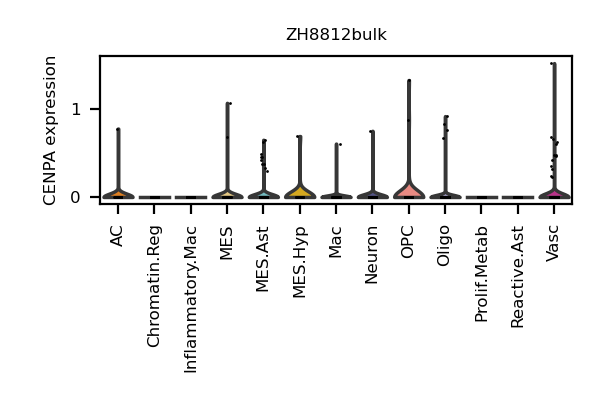 ZH8812bulk
CENPA expression
1
0
AC
Chromatin.Reg
Inflammatory.Mac
MES
MES.Ast
MES.Hyp
Mac
Neuron
OPC
Oligo
Prolif.Metab
Reactive.Ast
Vasc